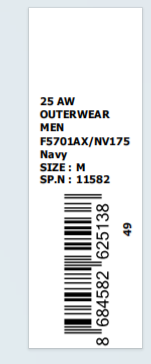 25 AW
OUTERWEAR
MEN
F5701AX/NV175
Navy
SIZE : M
SP.N : 11582
8 684582 625138
49